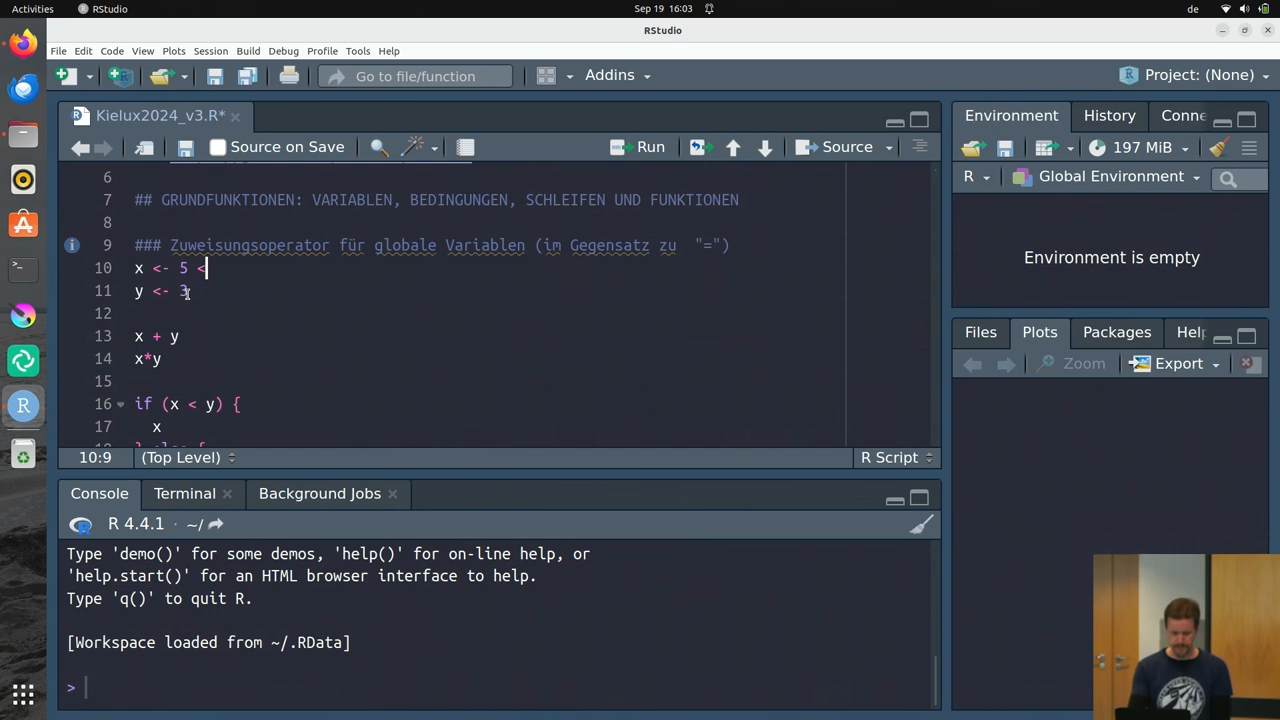 Activities
RStudio
Sep 19 16:03
de
RStudio
File Edit Code View Plots Session Build Debug Profile Tools Help
Go to file/function
Addins
Project: (None)
Kielux2024_v3.R*
Source on Save
Run
Source
6
7 ## GRUNDFUNKTIONEN: VARIABLEN, BEDINGUNGEN, SCHLEIFEN UND FUNKTIONEN
8
9 ### Zuweisungsoperator für globale Variablen (im Gegensatz zu  "=")
10 x <- 5 <
11 y <- 3
12
13 x + y
14 x*y
15
16 if (x < y) {
17   x
18 } else {
10:9 (Top Level) R Script
Console Terminal Background Jobs
R 4.4.1 · ~/
Type 'demo()' for some demos, 'help()' for on-line help, or
'help.start()' for an HTML browser interface to help.
Type 'q()' to quit R.
[Workspace loaded from ~/.RData]
>
Environment History Conne
197 MiB
R Global Environment
Environment is empty
Files Plots Packages Help
Zoom Export